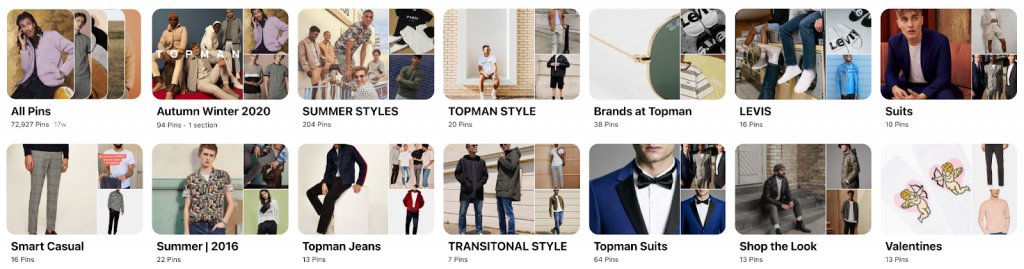 TOPMAN
PARIS
Levi's
All Pins
Autumn Winter 2020
SUMMER STYLES
TOPMAN STYLE
Brands at Topman
LEVIS
Suits
72,927 Pins 17w
94 Pins · 1 section
204 Pins
20 Pins
38 Pins
16 Pins
10 Pins
Smart Casual
Summer | 2016
Topman Jeans
TRANSITONAL STYLE
Topman Suits
Shop the Look
Valentines
16 Pins
22 Pins
13 Pins
7 Pins
64 Pins
13 Pins
13 Pins